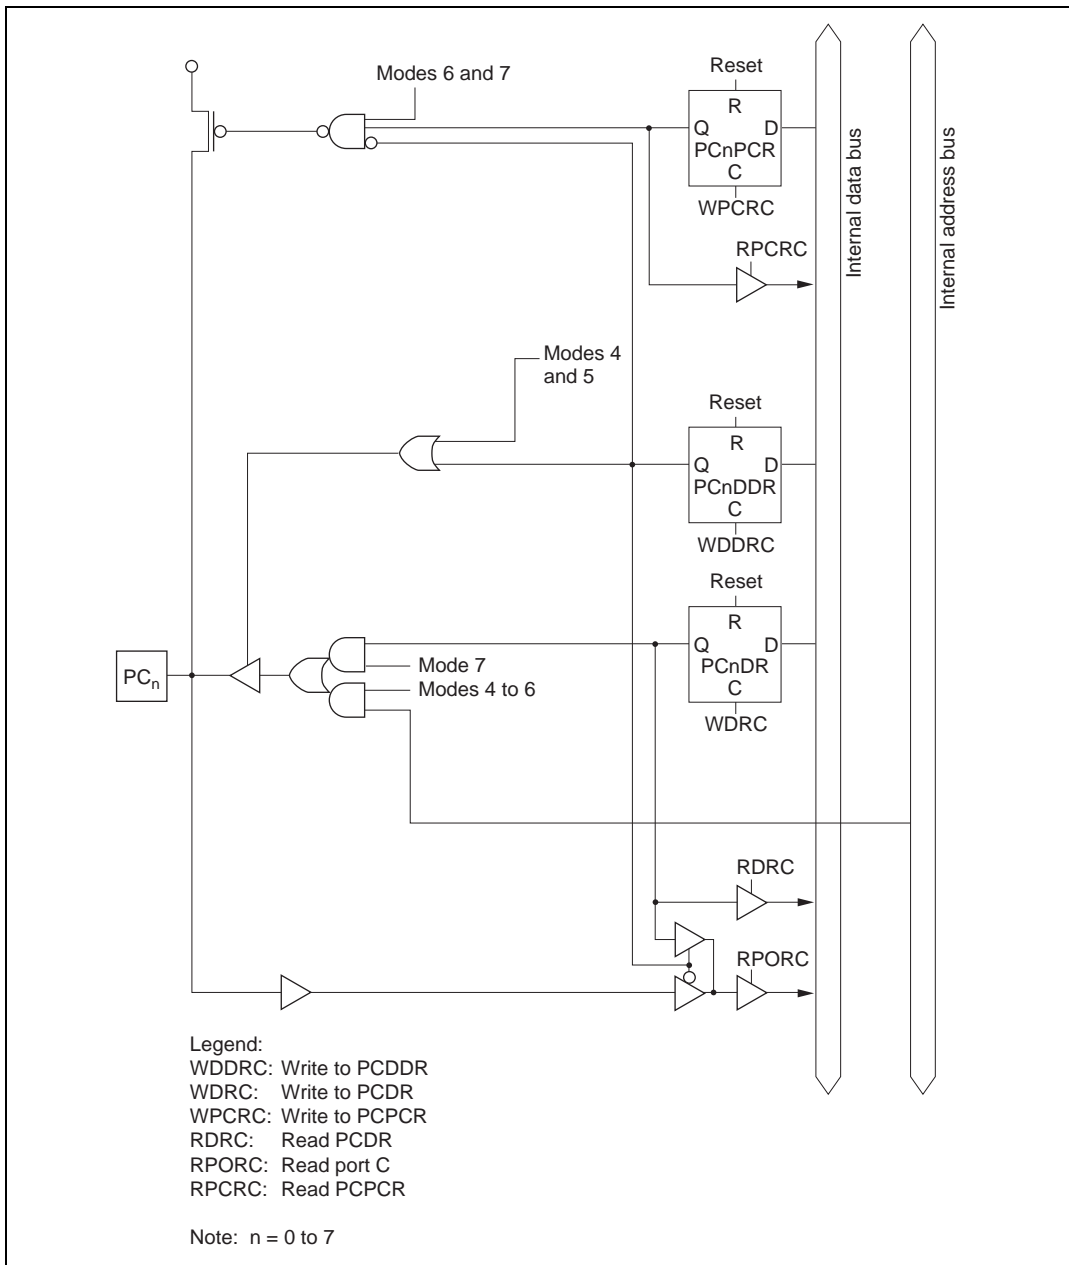 Modes 6 and 7
Reset
R
Q D
PCnPCR
C
WPCRC
RPCRC
Internal data bus
Internal address bus
Modes 4
and 5
Reset
R
Q D
PCnDDR
C
WDDRC
Reset
R
Q D
PCnDR
C
WDRC
PCn
Mode 7
Modes 4 to 6
RDRC
RPORC
Legend:
WDDRC: Write to PCDDR
WDRC: Write to PCDR
WPCRC: Write to PCPCR
RDRC: Read PCDR
RPORC: Read port C
RPCRC: Read PCPCR
Note: n = 0 to 7